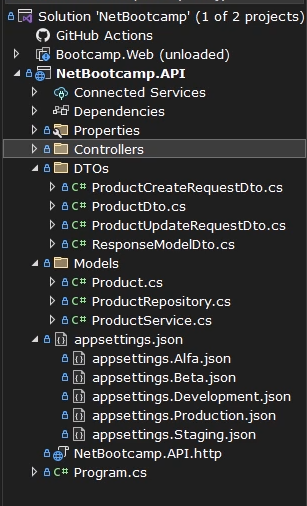 Solution 'NetBootcamp' (1 of 2 projects)
GitHub Actions
Bootcamp.Web (unloaded)
NetBootcamp.API
Connected Services
Dependencies
Properties
Controllers
DTOs
C# ProductCreateRequestDto.cs
C# ProductDto.cs
C# ProductUpdateRequestDto.cs
C# ResponseModelDto.cs
Models
C# Product.cs
C# ProductRepository.cs
C# ProductService.cs
appsettings.json
appsettings.Alfa.json
appsettings.Beta.json
appsettings.Development.json
appsettings.Production.json
appsettings.Staging.json
NetBootcamp.API.http
C# Program.cs